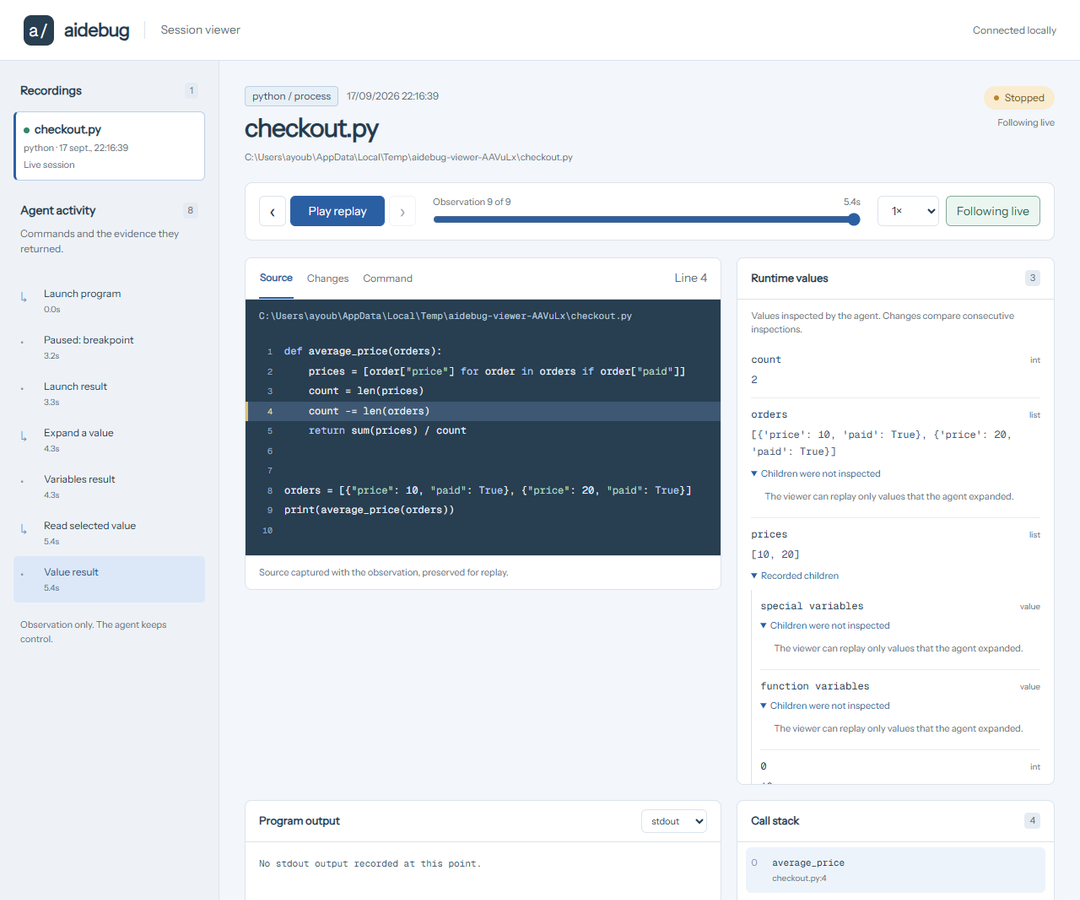 a/ aidebug Session viewer Connected locally
Recordings 1
checkout.py
python · 17 sept., 22:16:39
Live session
Agent activity 8
Commands and the evidence they
returned.
Launch program
0.0s
Paused: breakpoint
3.2s
Launch result
3.3s
Expand a value
4.3s
Variables result
4.3s
Read selected value
5.4s
Value result
5.4s
Observation only. The agent keeps
control.
python / process 17/09/2026 22:16:39
Stopped
checkout.py
Following live
C:\Users\ayoub\AppData\Local\Temp\aidebug-viewer-AAVuLx\checkout.py
Play replay
Observation 9 of 9 5.4s
1×
Following live
Source Changes Command Line 4
C:\Users\ayoub\AppData\Local\Temp\aidebug-viewer-AAVuLx\checkout.py
1 def average_price(orders):
2 prices = [order["price"] for order in orders if order["paid"]]
3 count = len(prices)
4 count -= len(orders)
5 return sum(prices) / count
6
7
8 orders = [{"price": 10, "paid": True}, {"price": 20, "paid": True}]
9 print(average_price(orders))
10
Source captured with the observation, preserved for replay.
Runtime values 3
Values inspected by the agent. Changes compare consecutive
inspections.
count int
2
orders list
[{'price': 10, 'paid': True}, {'price': 20,
'paid': True}]
Children were not inspected
The viewer can replay only values that the agent expanded.
prices list
[10, 20]
Recorded children
special variables value
Children were not inspected
The viewer can replay only values that the agent expanded.
function variables value
Children were not inspected
The viewer can replay only values that the agent expanded.
0 int
Program output stdout
No stdout output recorded at this point.
Call stack 4
0 average_price
checkout.py:4